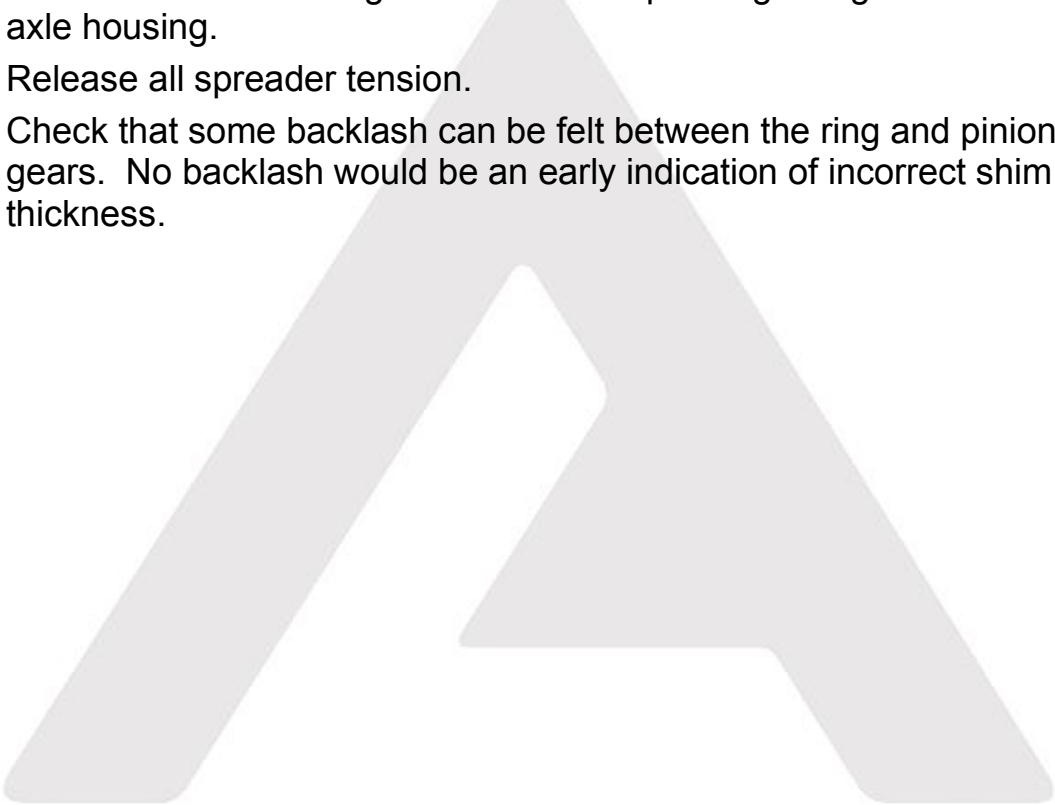 axle housing.
Release all spreader tension.
Check that some backlash can be felt between the ring and pinion
gears.  No backlash would be an early indication of incorrect shim
thickness.